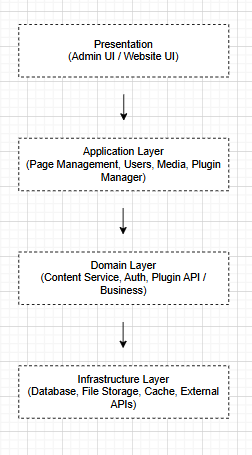 Presentation
(Admin UI / Website UI)
Application Layer
(Page Management, Users, Media, Plugin
Manager)
Domain Layer
(Content Service, Auth, Plugin API /
Business)
Infrastructure Layer
(Database, File Storage, Cache, External
APIs)